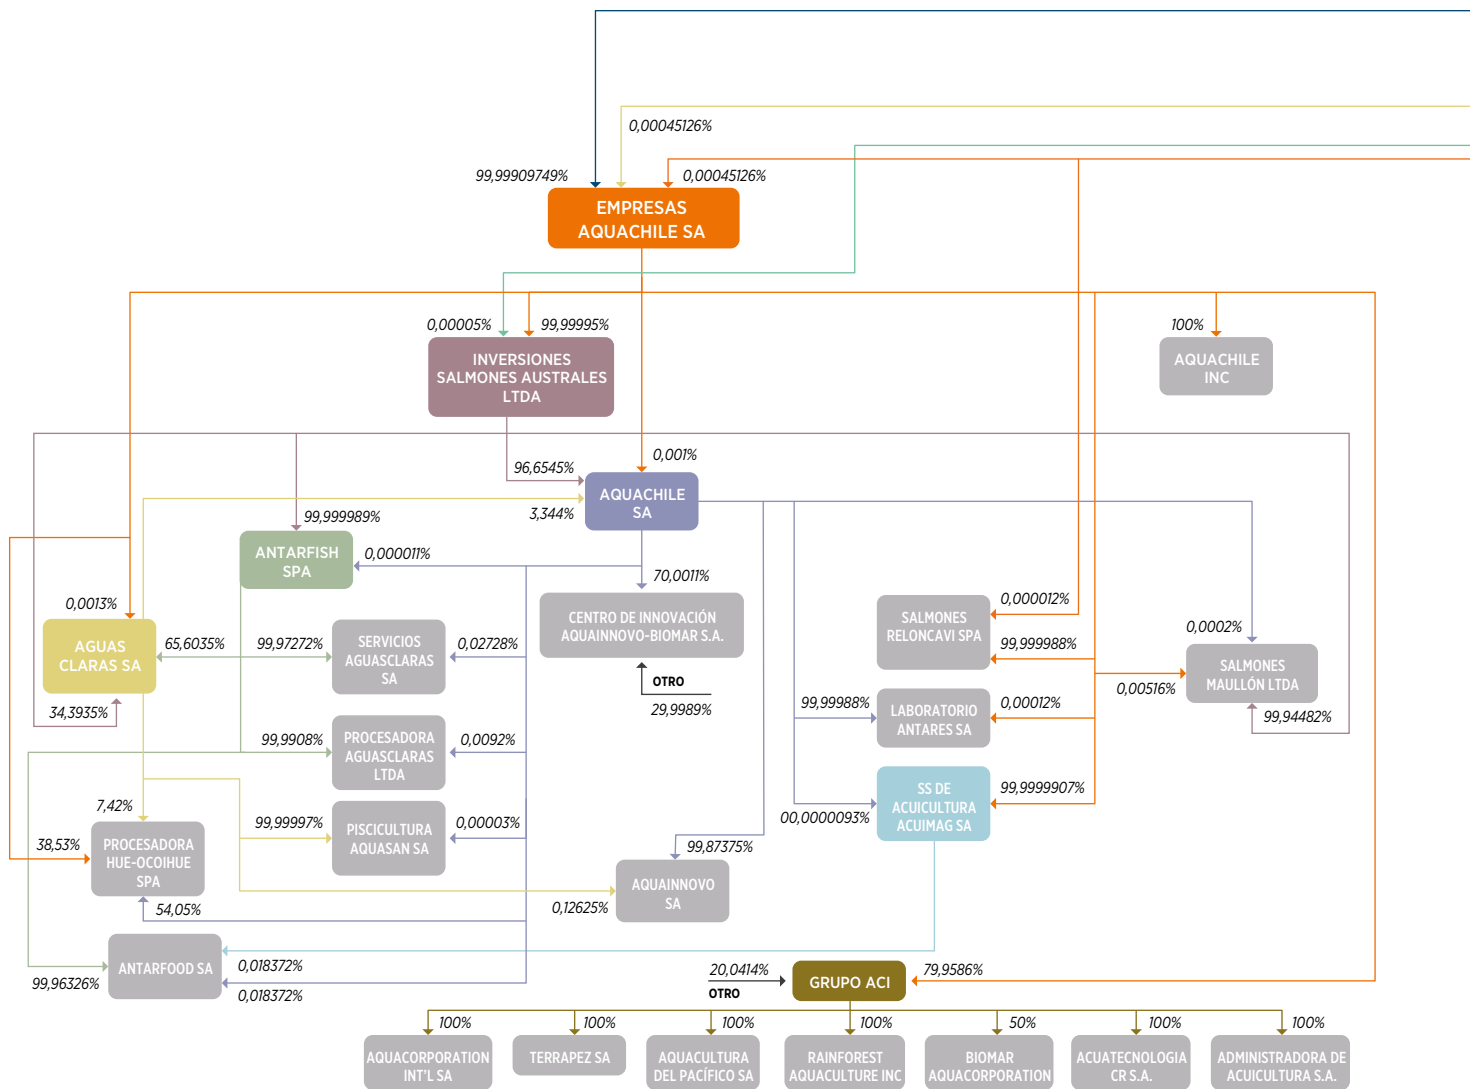 0,00045126%
99,99909749%
0,00045126%
EMPRESAS
AQUACHILE SA
0,00005%
99,99995%
100%
INVERSIONES
SALMONES AUSTRALES
LTDA
AQUACHILE
INC
0,001%
96,6545%
AQUACHILE
SA
3,344%
99,999989%
ANTARFISH
SPA
0,000011%
70,0011%
CENTRO DE INNOVACIÓN
AQUAINNOVO-BIOMAR S.A.
OTRO
29,9989%
0,0013%
AGUAS
CLARAS SA
65,6035%
34,3935%
99,97272%
SERVICIOS
AGUASCLARAS
SA
0,02728%
99,9908%
PROCESADORA
AGUASCLARAS
LTDA
0,0092%
99,99997%
PISCICULTURA
AQUASAN SA
0,00003%
SALMONES
RELONCAVI SPA
0,000012%
99,999988%
0,0002%
SALMONES
MAULLÓN LTDA
0,00516%
99,94482%
99,99988%
LABORATORIO
ANTARES SA
0,00012%
SS DE
ACUICULTURA
ACUIMAG SA
99,9999907%
00,0000093%
7,42%
38,53%
PROCESADORA
HUE-OCOIHUE
SPA
54,05%
99,87375%
AQUAINNOVO
SA
0,12625%
ANTARFOOD SA
99,96326%
0,018372%
0,018372%
20,0414%
OTRO
GRUPO ACI
79,9586%
100%
100%
100%
100%
50%
100%
100%
AQUACORPORATION
INT'L SA
TERRAPEZ SA
AQUACULTURA
DEL PACÍFICO SA
RAINFOREST
AQUACULTURE INC
BIOMAR
AQUACORPORATION
ACUATECNOLOGIA
CR S.A.
ADMINISTRADORA DE
ACUICULTURA S.A.